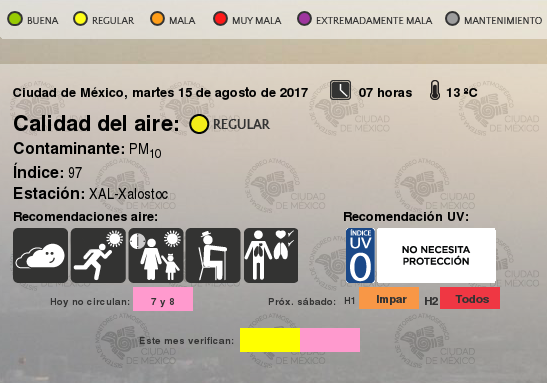 BUENA REGULAR MALA MUY MALA EXTREMADAMENTE MALA MANTENIMIENTO
Ciudad de México, martes 15 de agosto de 2017 07 horas 13 ºC
Calidad del aire: REGULAR
Contaminante: PM10
Índice: 97
Estación: XAL-Xalostoc
Recomendaciones aire: Recomendación UV:
ÍNDICE
UV
0
NO NECESITA
PROTECCIÓN
Hoy no circulan: 7 y 8 Próx. sábado: H1 Impar H2 Todos
Este mes verifican:
CIUDAD
DE MÉXICO